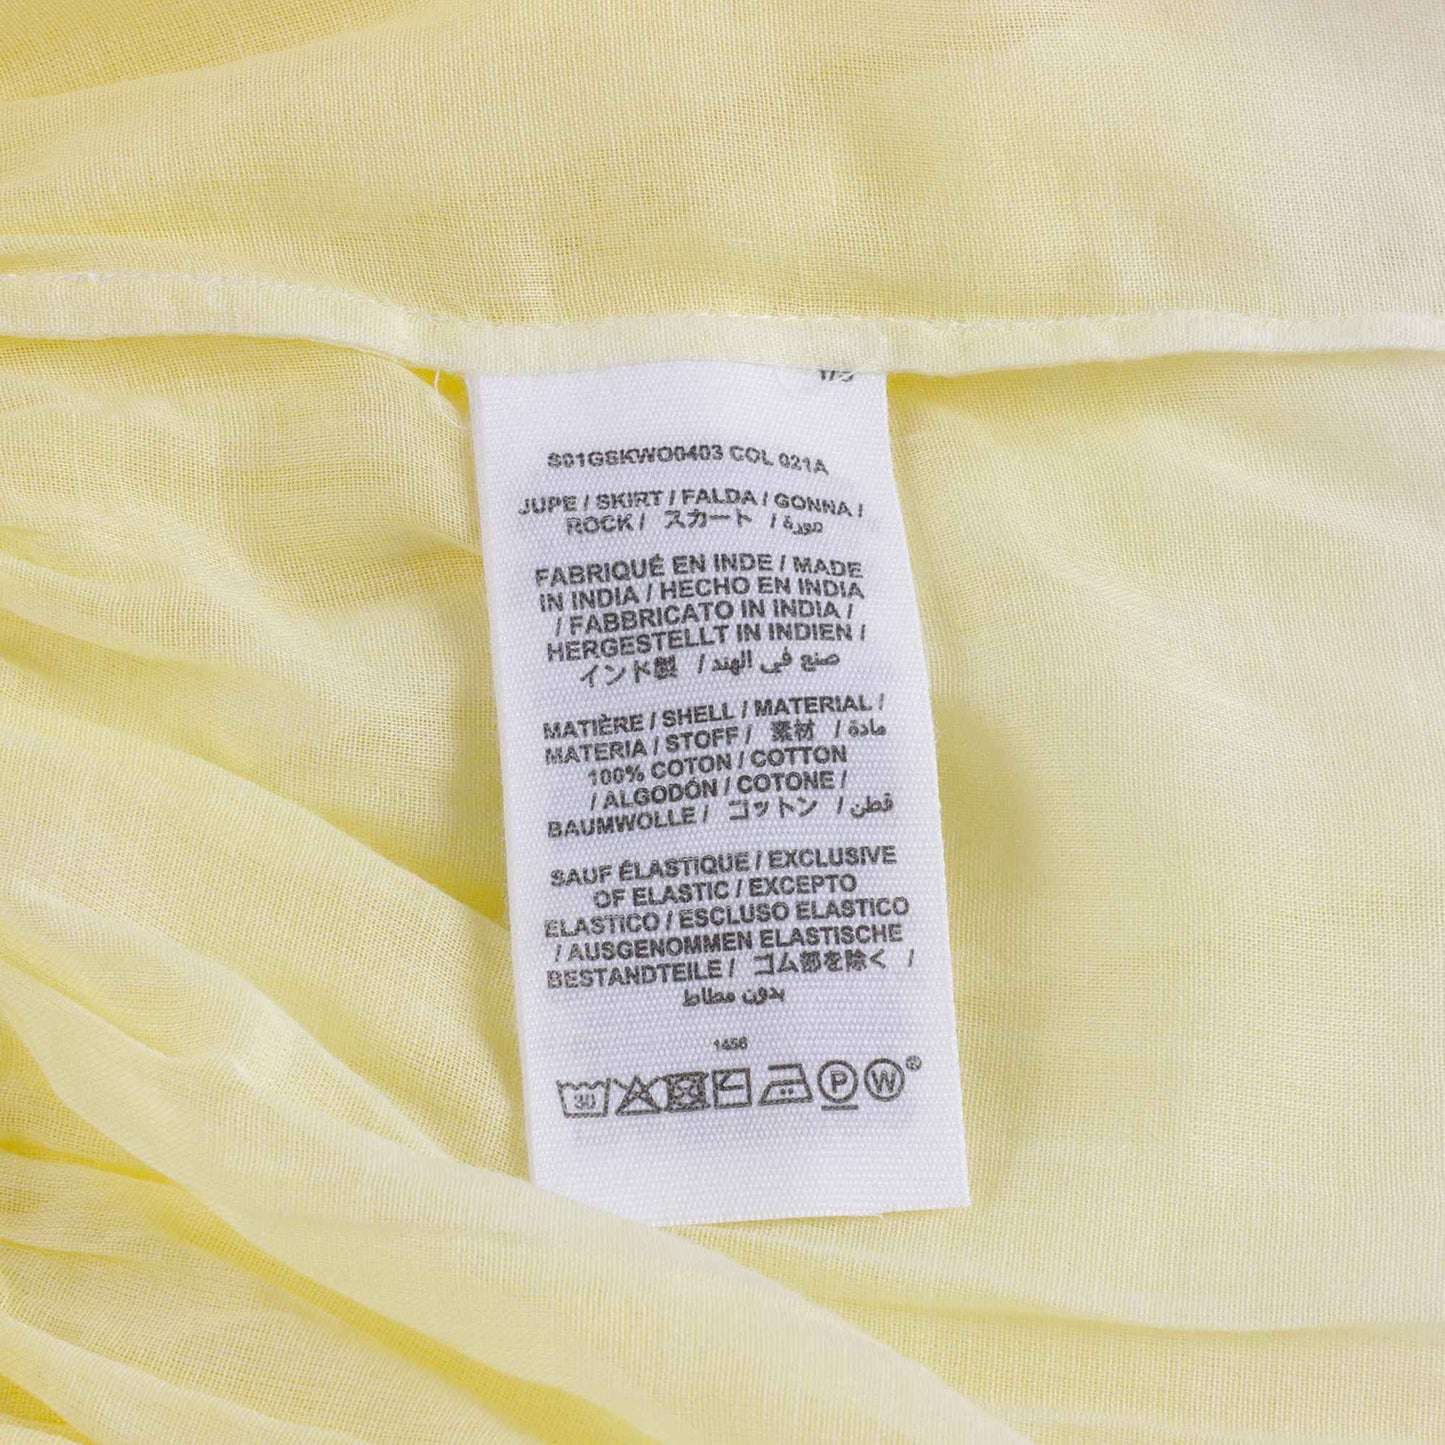 S01GSKWO0403 COL 021A
JUPE / SKIRT / FALDA / GONNA /
ROCK / スカート /
FABRIQUÉ EN INDE / MADE
IN INDIA / HECHO EN INDIA
/ FABBRICATO IN INDIA /
HERGESTELLT IN INDIEN /
インド製 / صنع في الهند
MATIÈRE / SHELL / MATERIAL /
MATERIA / STOFF / 素材 / مادة
100% COTON / COTTON
/ ALGODÓN / COTONE /
BAUMWOLLE / コットン / قطن
SAUF ÉLASTIQUE / EXCLUSIVE
OF ELASTIC / EXCEPTO
ELASTICO / ESCLUSO ELASTICO
/ AUSGENOMMEN ELASTISCHE
BESTANDTEILE / ゴム部を除く /
بدون مطاط
1456
30 P W®